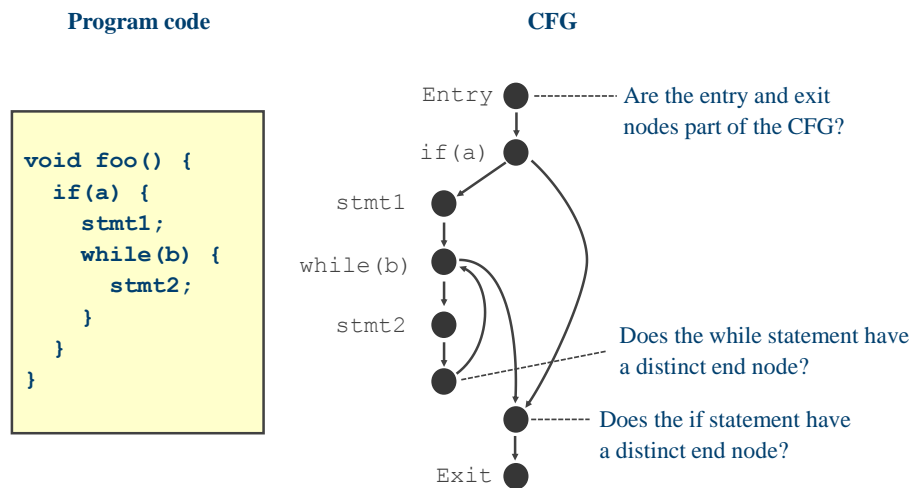 Program code
CFG
void foo() {
if(a) {
stmt1;
while(b) {
stmt2;
}
}
}
Entry
Are the entry and exit
nodes part of the CFG?
if(a)
stmt1
while(b)
stmt2
Does the while statement have
a distinct end node?
Does the if statement have
a distinct end node?
Exit